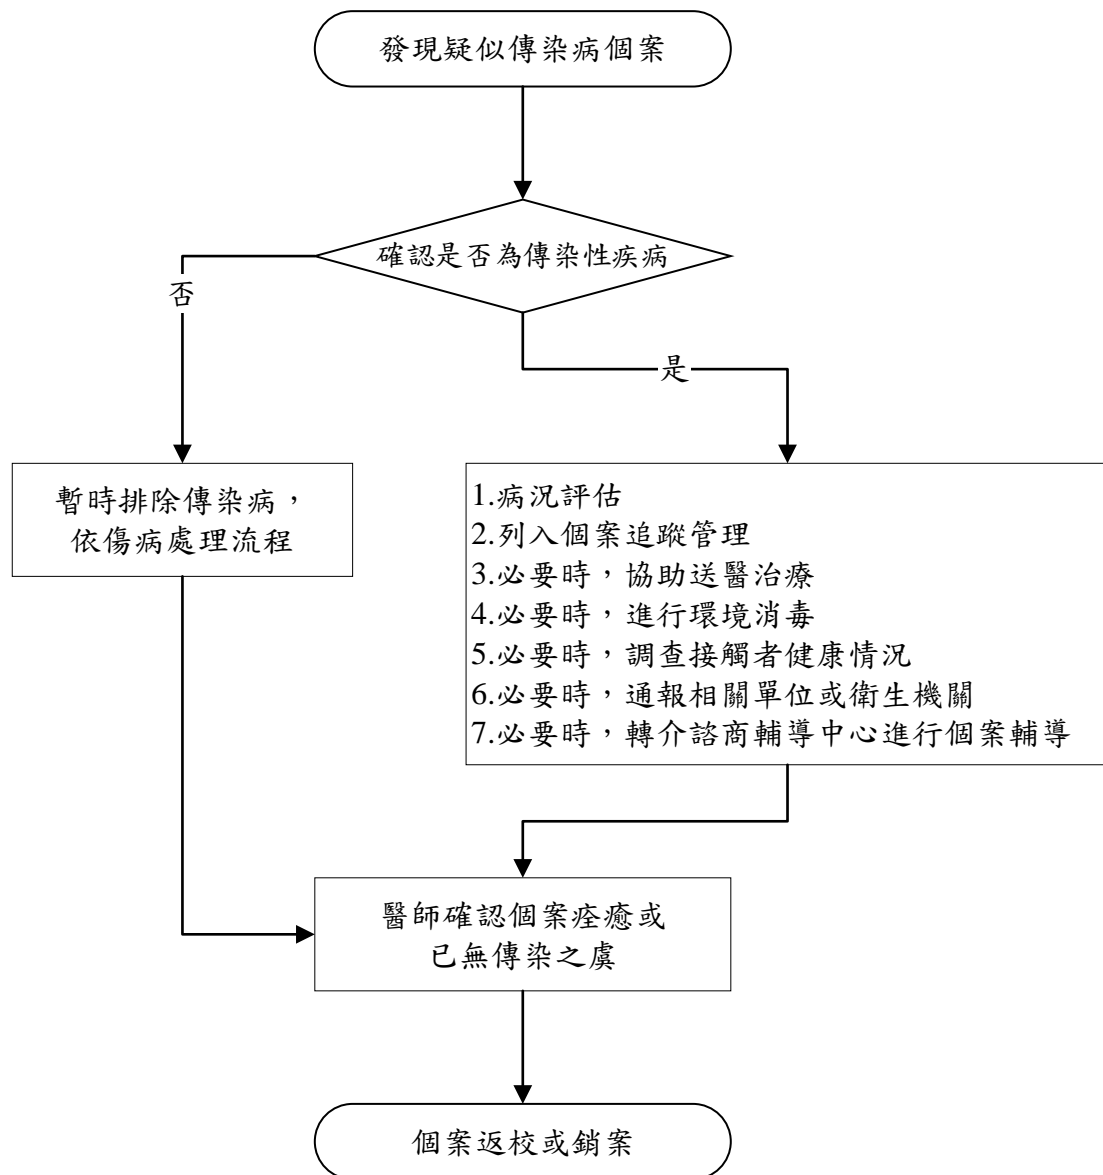 發現疑似傳染病個案
確認是否為傳染性疾病
否
是
暫時排除傳染病，
依傷病處理流程
1.病況評估
2.列入個案追蹤管理
3.必要時，協助送醫治療
4.必要時，進行環境消毒
5.必要時，調查接觸者健康情況
6.必要時，通報相關單位或衛生機關
7.必要時，轉介諮商輔導中心進行個案輔導
醫師確認個案痊癒或
已無傳染之虞
個案返校或銷案